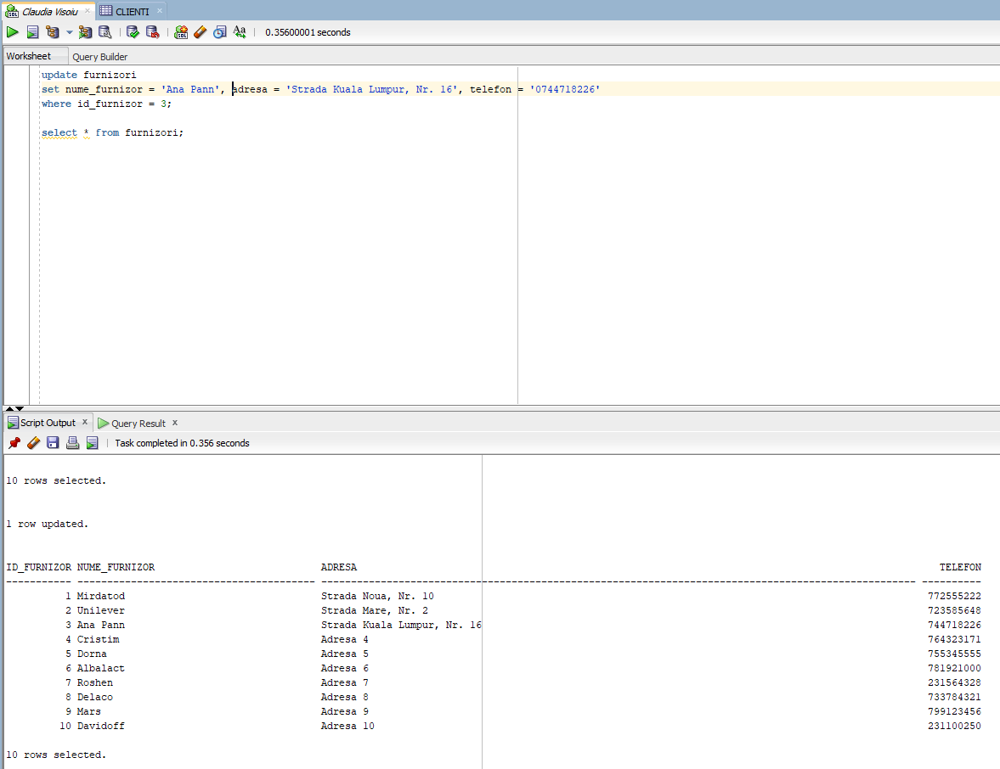 Claudia Visoiu CLIENTI
0.35600001 seconds
Worksheet Query Builder
update furnizori
set nume_furnizor = 'Ana Pann', adresa = 'Strada Kuala Lumpur, Nr. 16', telefon = '0744718226'
where id_furnizor = 3;
select * from furnizori;
Script Output x Query Result x
Task completed in 0.356 seconds
10 rows selected.
1 row updated.
ID_FURNIZOR NUME_FURNIZOR ADRESA TELEFON
1 Mirdatod Strada Noua, Nr. 10 772555222
2 Unilever Strada Mare, Nr. 2 723585648
3 Ana Pann Strada Kuala Lumpur, Nr. 16 744718226
4 Cristim Adresa 4 764323171
5 Dorna Adresa 5 755345555
6 Albalact Adresa 6 781921000
7 Roshen Adresa 7 231564328
8 Delaco Adresa 8 733784321
9 Mars Adresa 9 799123456
10 Davidoff Adresa 10 231100250
10 rows selected.